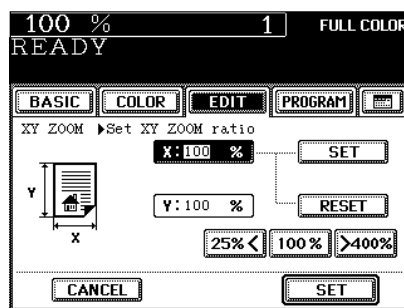 100 % 1 FULL COLOR
READY
BASIC COLOR EDIT PROGRAM
XY ZOOM ▶Set XY ZOOM ratio
X:100 % SET
Y
Y:100 % RESET
X
25%< 100% >400%
CANCEL SET